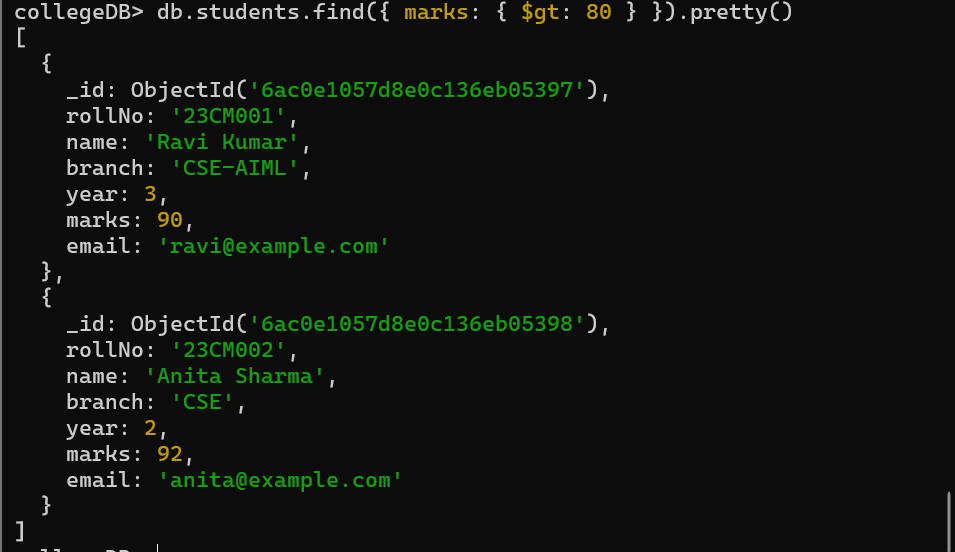 collegeDB> db.students.find({ marks: { $gt: 80 } }).pretty()
[
  {
    _id: ObjectId('6ac0e1057d8e0c136eb05397'),
    rollNo: '23CM001',
    name: 'Ravi Kumar',
    branch: 'CSE-AIML',
    year: 3,
    marks: 90,
    email: 'ravi@example.com'
  },
  {
    _id: ObjectId('6ac0e1057d8e0c136eb05398'),
    rollNo: '23CM002',
    name: 'Anita Sharma',
    branch: 'CSE',
    year: 2,
    marks: 92,
    email: 'anita@example.com'
  }
]